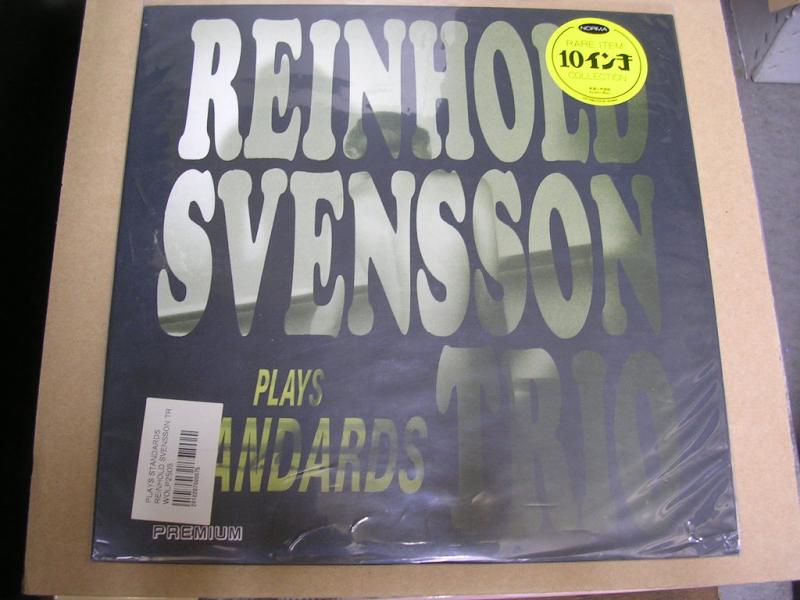 REINHOLD
SVENSSON
TRIO
PLAYS
ANDARDS
NORMA
RARE ITEM
10インチ
COLLECTION
PLAYS STANDARDS
REINHOLD SVENSSON TR
PREMIUM